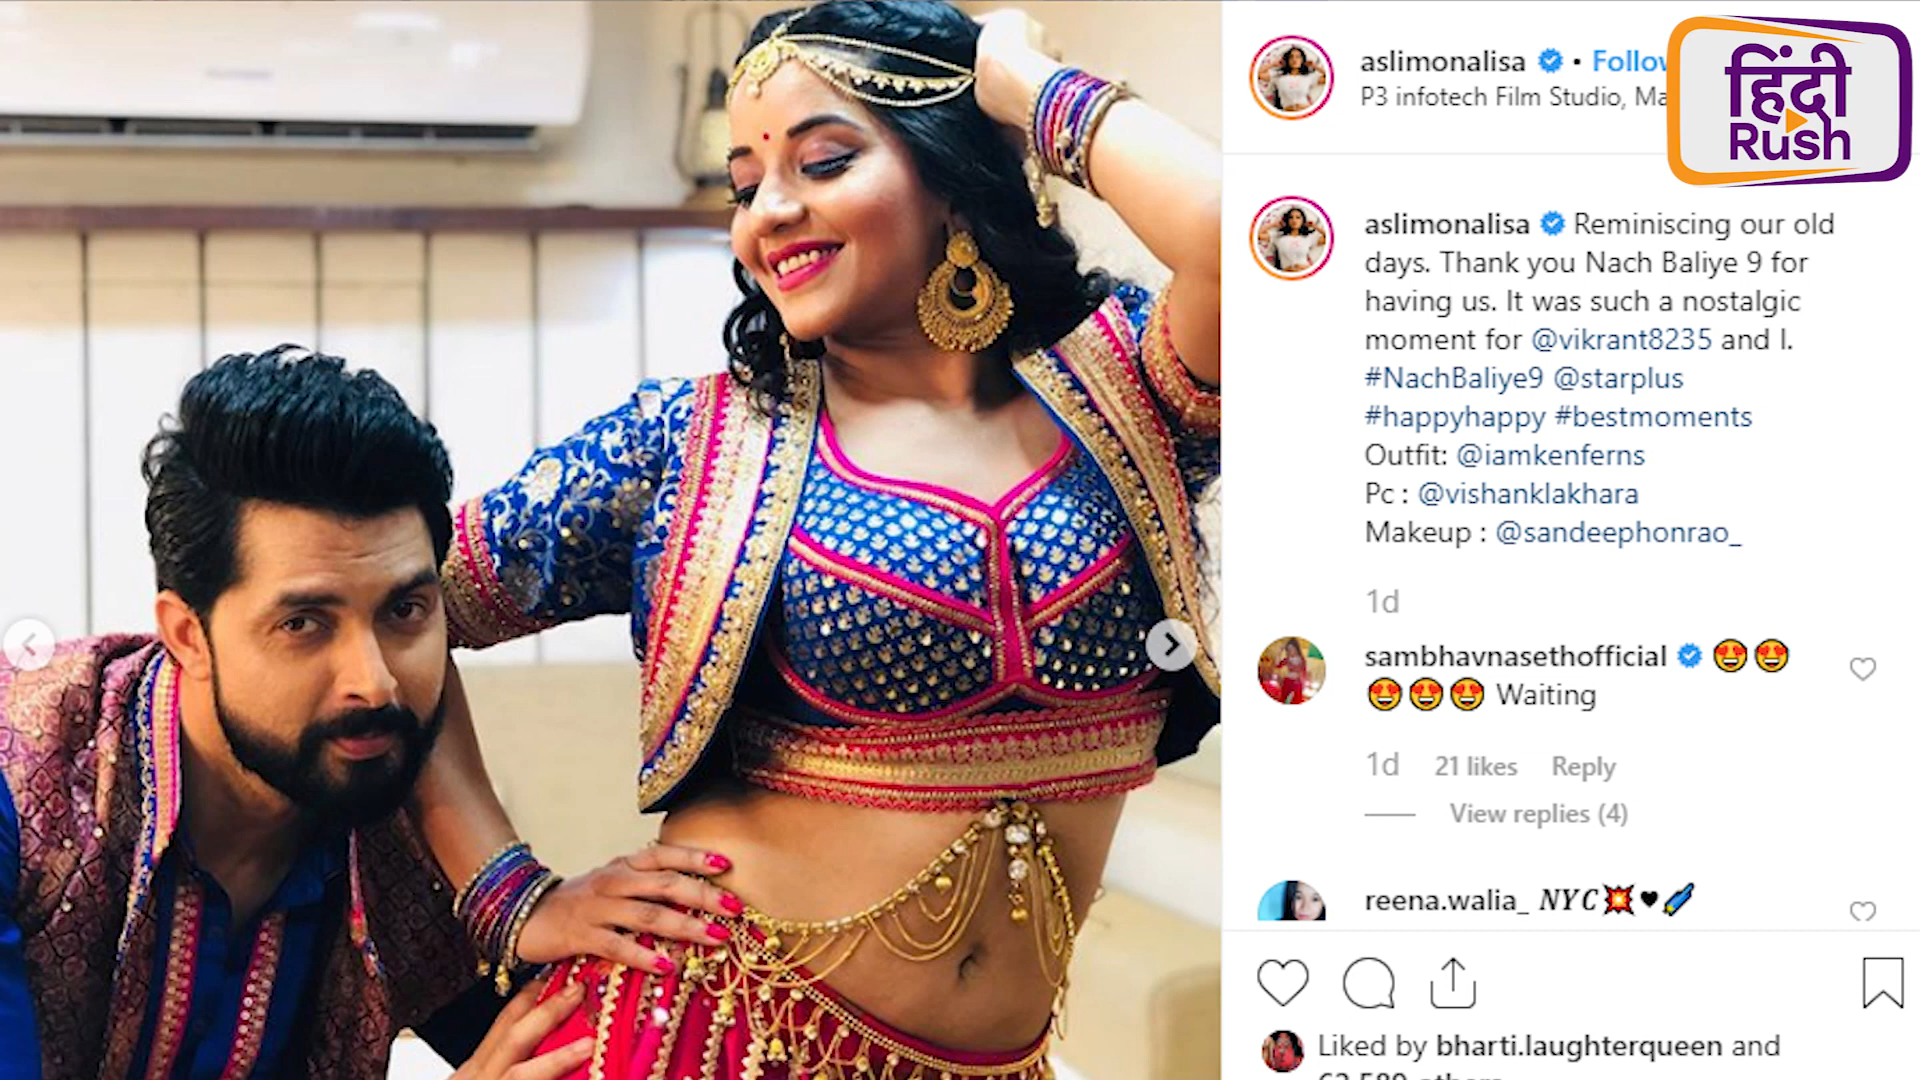 aslimonalisa • Follow
P3 infotech Film Studio, Ma
हिंदी
Rush
aslimonalisa Reminiscing our old
days. Thank you Nach Baliye 9 for
having us. It was such a nostalgic
moment for @vikrant8235 and I.
#NachBaliye9 @starplus
#happyhappy #bestmoments
Outfit: @iamkenferns
Pc : @vishanklakhara
Makeup : @sandeephonrao_
1d
sambhavnasethofficial 😍😍
😍😍😍 Waiting
1d 21 likes Reply
View replies (4)
reena.walia_ NYC💥♥
Liked by bharti.laughterqueen and